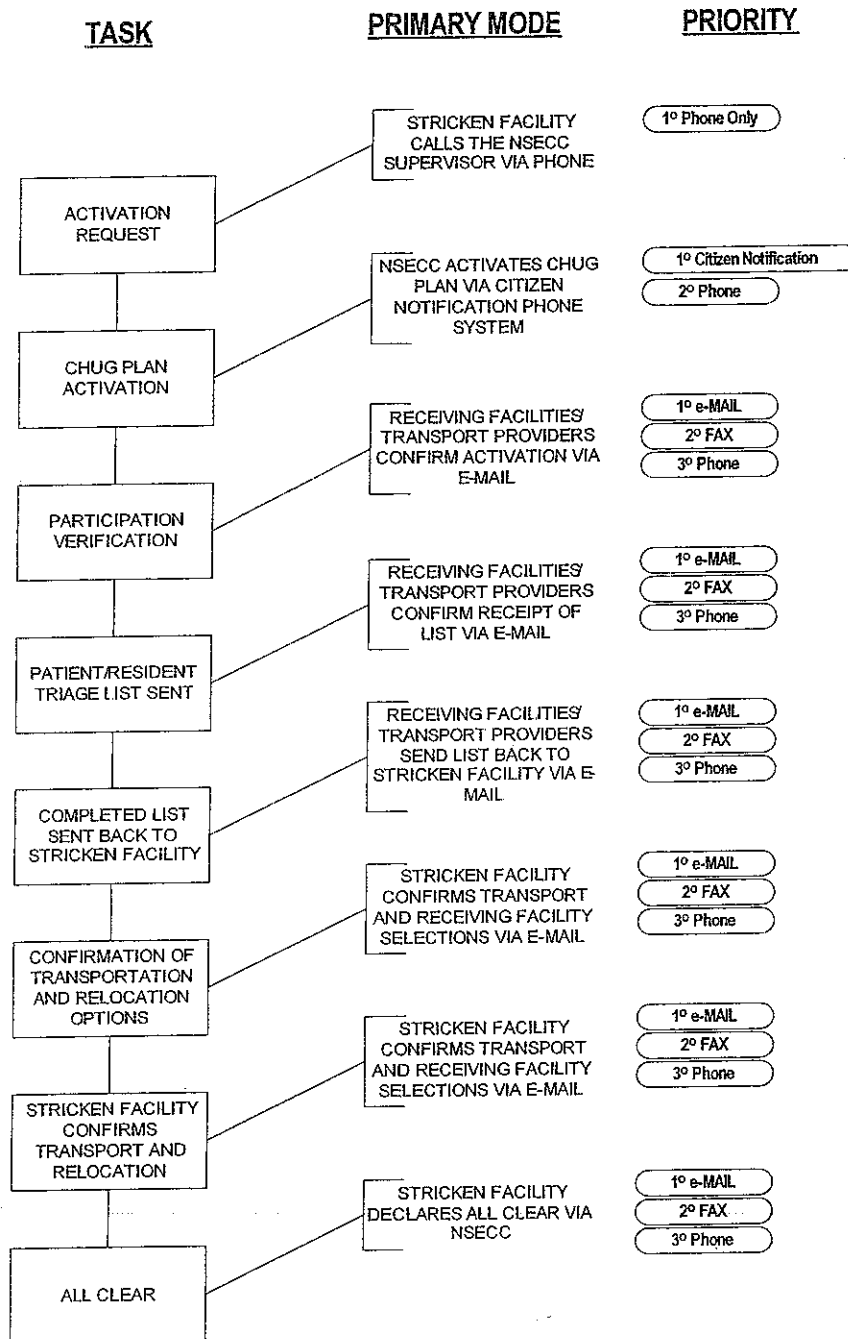 TASK
PRIMARY MODE
PRIORITY
ACTIVATION
REQUEST
STRICKEN FACILITY
CALLS THE NSECC
SUPERVISOR VIA PHONE
1º Phone Only
CHUG PLAN
ACTIVATION
NSECC ACTIVATES CHUG
PLAN VIA CITIZEN
NOTIFICATION PHONE
SYSTEM
1º Citizen Notification
2º Phone
PARTICIPATION
VERIFICATION
RECEIVING FACILITIES/
TRANSPORT PROVIDERS
CONFIRM ACTIVATION VIA
E-MAIL
1º e-MAIL
2º FAX
3º Phone
PATIENT/RESIDENT
TRIAGE LIST SENT
RECEIVING FACILITIES/
TRANSPORT PROVIDERS
CONFIRM RECEIPT OF
LIST VIA E-MAIL
1º e-MAIL
2º FAX
3º Phone
COMPLETED LIST
SENT BACK TO
STRICKEN FACILITY
RECEIVING FACILITIES/
TRANSPORT PROVIDERS
SEND LIST BACK TO
STRICKEN FACILITY VIA E-
MAIL
1º e-MAIL
2º FAX
3º Phone
CONFIRMATION OF
TRANSPORTATION
AND RELOCATION
OPTIONS
STRICKEN FACILITY
CONFIRMS TRANSPORT
AND RECEIVING FACILITY
SELECTIONS VIA E-MAIL
1º e-MAIL
2º FAX
3º Phone
STRICKEN FACILITY
CONFIRMS
TRANSPORT AND
RELOCATION
STRICKEN FACILITY
CONFIRMS TRANSPORT
AND RECEIVING FACILITY
SELECTIONS VIA E-MAIL
1º e-MAIL
2º FAX
3º Phone
ALL CLEAR
STRICKEN FACILITY
DECLARES ALL CLEAR VIA
NSECC
1º e-MAIL
2º FAX
3º Phone